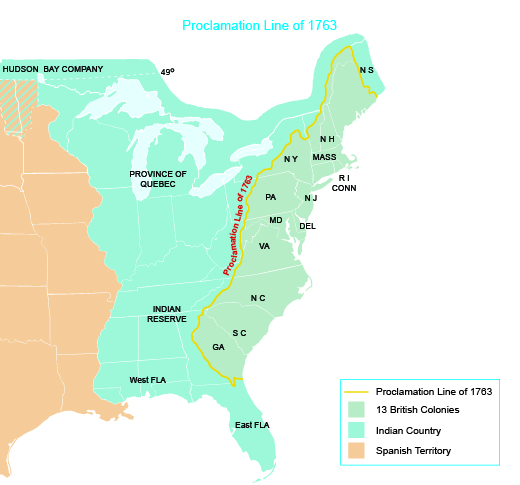 Proclamation Line of 1763
HUDSON BAY COMPANY
49º
N S
N H
MASS
N Y
R I
CONN
PROVINCE OF
QUEBEC
PA
N J
MD
DEL
VA
Proclamation Line of 1763
N C
INDIAN
RESERVE
S C
GA
West FLA
East FLA
Proclamation Line of 1763
13 British Colonies
Indian Country
Spanish Territory